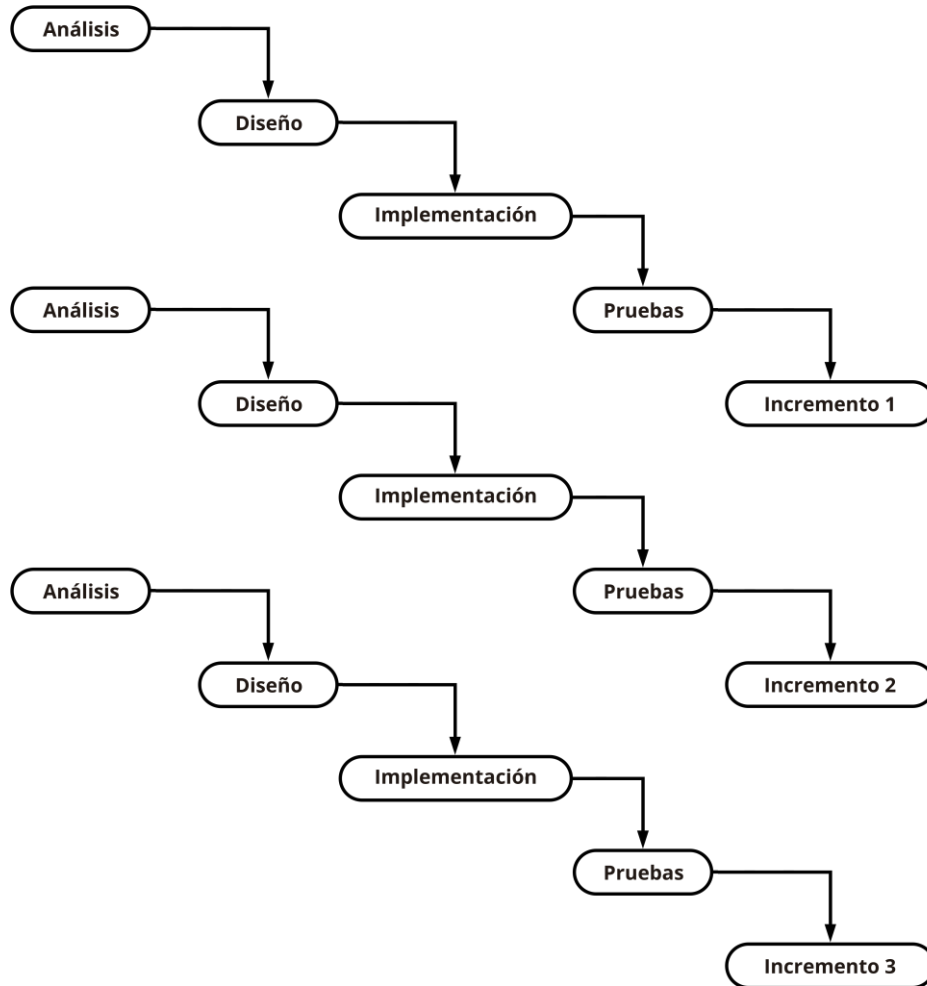 Análisis
Diseño
Implementación
Pruebas
Incremento 1
Análisis
Diseño
Implementación
Pruebas
Incremento 2
Análisis
Diseño
Implementación
Pruebas
Incremento 3